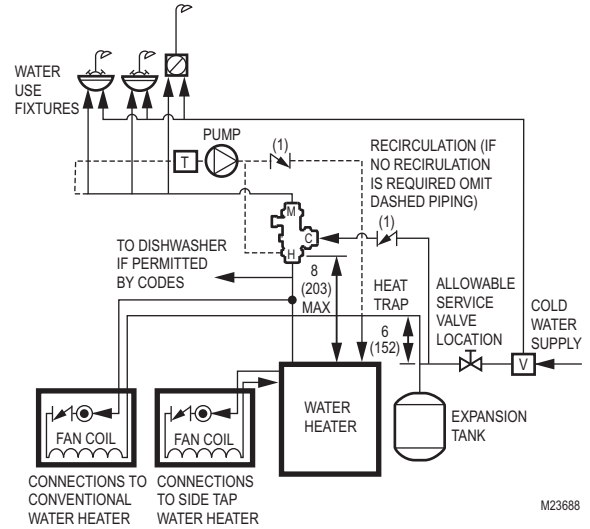 WATER
USE
FIXTURES
PUMP
(1)
T
RECIRCULATION (IF
NO RECIRULATION
IS REQUIRED OMIT
DASHED PIPING)
M
C
H
(1)
TO DISHWASHER
IF PERMITTED
BY CODES
8
(203)
MAX
HEAT
TRAP
6
(152)
ALLOWABLE
SERVICE
VALVE
LOCATION
COLD
WATER
SUPPLY
V
FAN COIL
FAN COIL
WATER
HEATER
EXPANSION
TANK
CONNECTIONS TO
CONVENTIONAL
WATER HEATER
CONNECTIONS
TO SIDE TAP
WATER HEATER
M23688